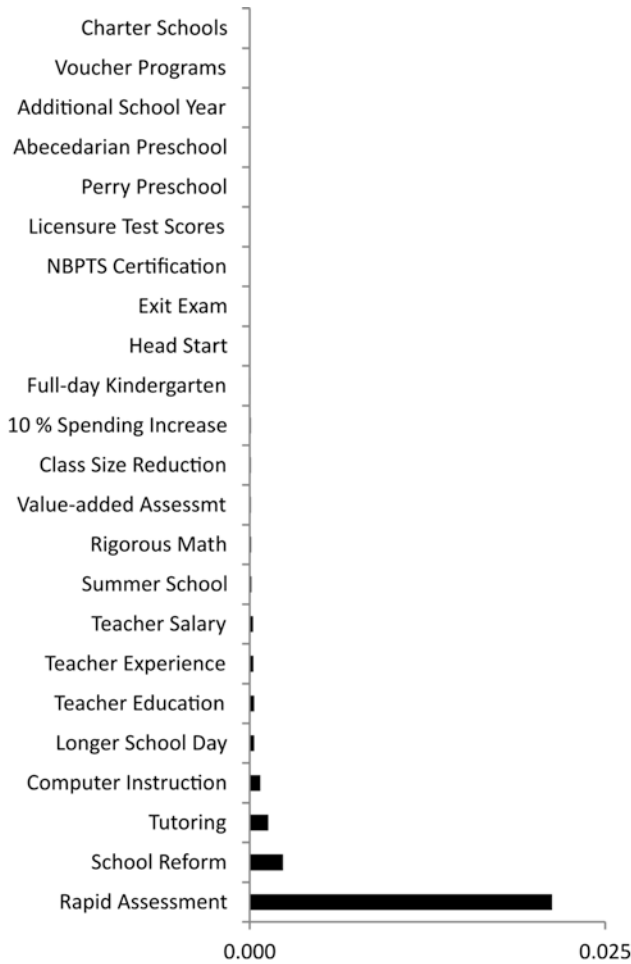 Charter Schools
Voucher Programs
Additional School Year
Abecedarian Preschool
Perry Preschool
Licensure Test Scores
NBPTS Certification
Exit Exam
Head Start
Full-day Kindergarten
10 % Spending Increase
Class Size Reduction
Value-added Assessmt
Rigorous Math
Summer School
Teacher Salary
Teacher Experience
Teacher Education
Longer School Day
Computer Instruction
Tutoring
School Reform
Rapid Assessment
0.000 0.025